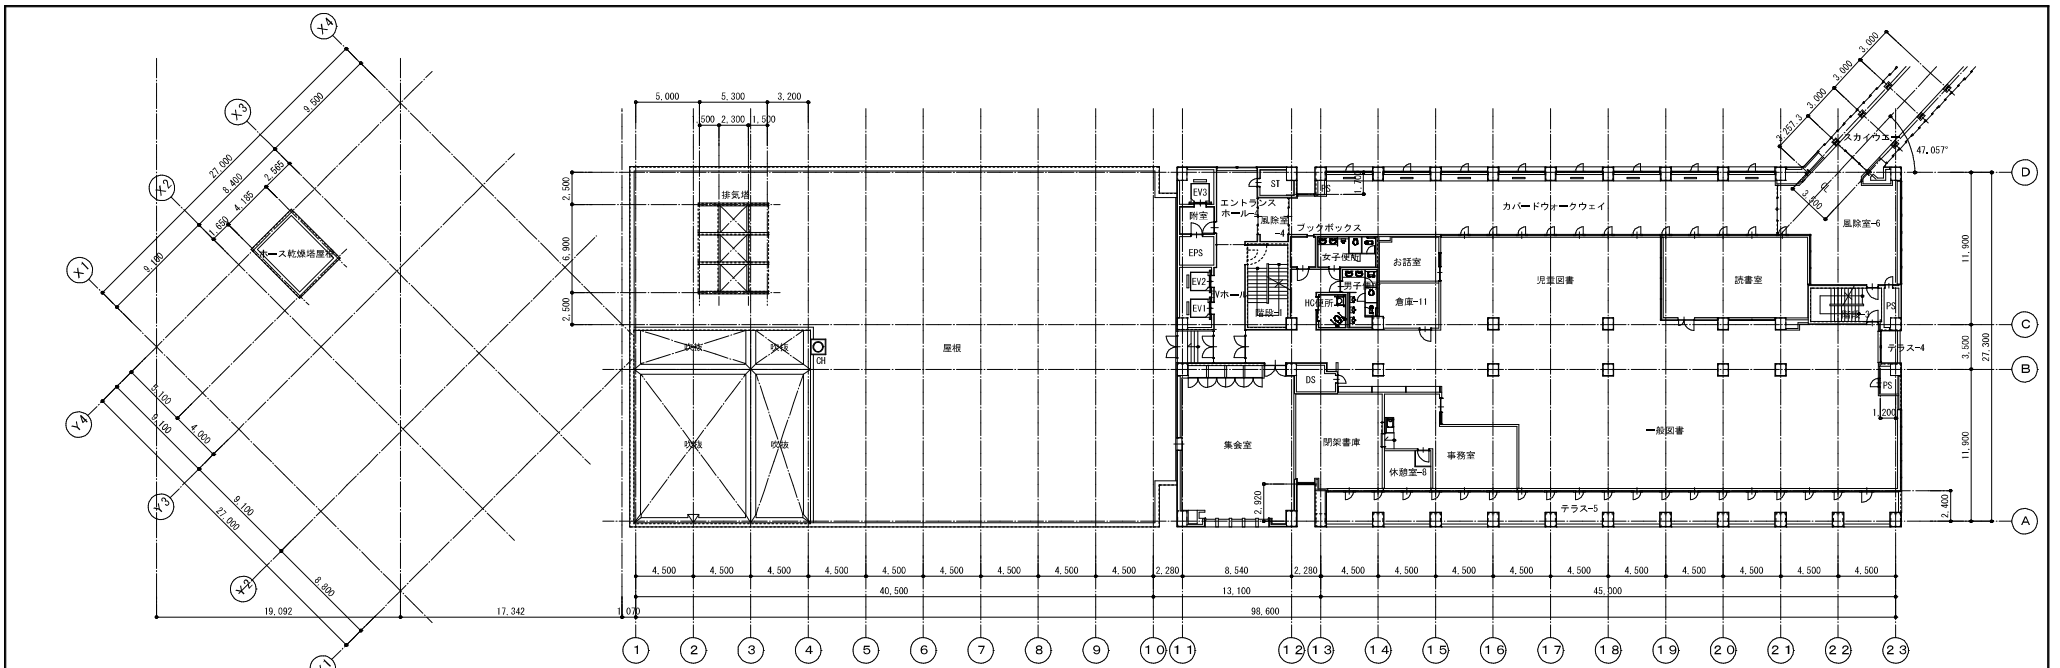 X4
X3
X2
X1
9,500
27,000
8,400
9,100
2,565
4,185
1,650
ホース乾燥塔屋根
Y4
Y3
Y2
5,100
9,100
4,000
9,100
27,000
8,800
19,092
17,342
1,070
5,000
5,300
3,200
2,300
1,500
排気塔
2,500
6,900
2,500
吹抜
吹抜
CH
屋根
吹抜
吹抜
EV3
ST
エントランス
附室
風除室
-4
EPS
EV2
Vホール
EV1
階段-1
PS
ブックボックス
女子便所
お話室
HC便所
倉庫-11
カバードウォークウェイ
児童図書
読書室
風除室-6
スカイウェー
3,000
3,000
3,000
3,257.3
3,500
47.057°
PS
テラス-4
PS
1,200
DS
集会室
閉架書庫
事務室
休憩室-8
一般図書
テラス-5
2,920
11,900
3,500
27,300
11,900
2,400
D
C
B
A
4,500
4,500
4,500
4,500
4,500
4,500
4,500
4,500
4,500
2,280
8,540
2,280
4,500
4,500
4,500
4,500
4,500
4,500
4,500
4,500
4,500
4,500
40,500
13,100
45,000
98,600
1
2
3
4
5
6
7
8
9
10
11
12
13
14
15
16
17
18
19
20
21
22
23